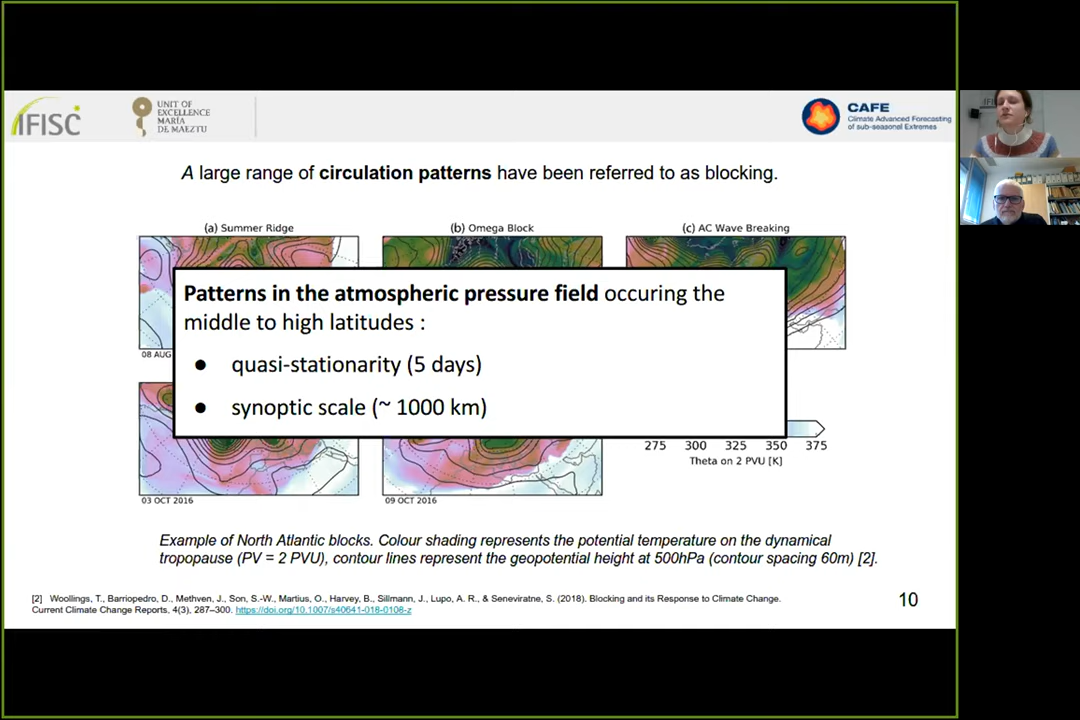 IFISC
UNIT OF
EXCELLENCE
MARÍA
DE MAEZTU
CAFE
Climate Advanced Forecasting
of sub-seasonal Extremes
A large range of circulation patterns have been referred to as blocking.
(a) Summer Ridge
(b) Omega Block
(c) AC Wave Breaking
Patterns in the atmospheric pressure field occuring the
middle to high latitudes :
● quasi-stationarity (5 days)
● synoptic scale (~ 1000 km)
08 AUG
275 300 325 350 375
Theta on 2 PVU [K]
03 OCT 2016
09 OCT 2016
Example of North Atlantic blocks. Colour shading represents the potential temperature on the dynamical
tropopause (PV = 2 PVU), contour lines represent the geopotential height at 500hPa (contour spacing 60m) [2].
[2] Woollings, T., Barriopedro, D., Methven, J., Son, S.-W., Martius, O., Harvey, B., Sillmann, J., Lupo, A. R., & Seneviratne, S. (2018). Blocking and its Response to Climate Change.
Current Climate Change Reports, 4(3), 287–300. https://doi.org/10.1007/s40641-018-0108-z
10